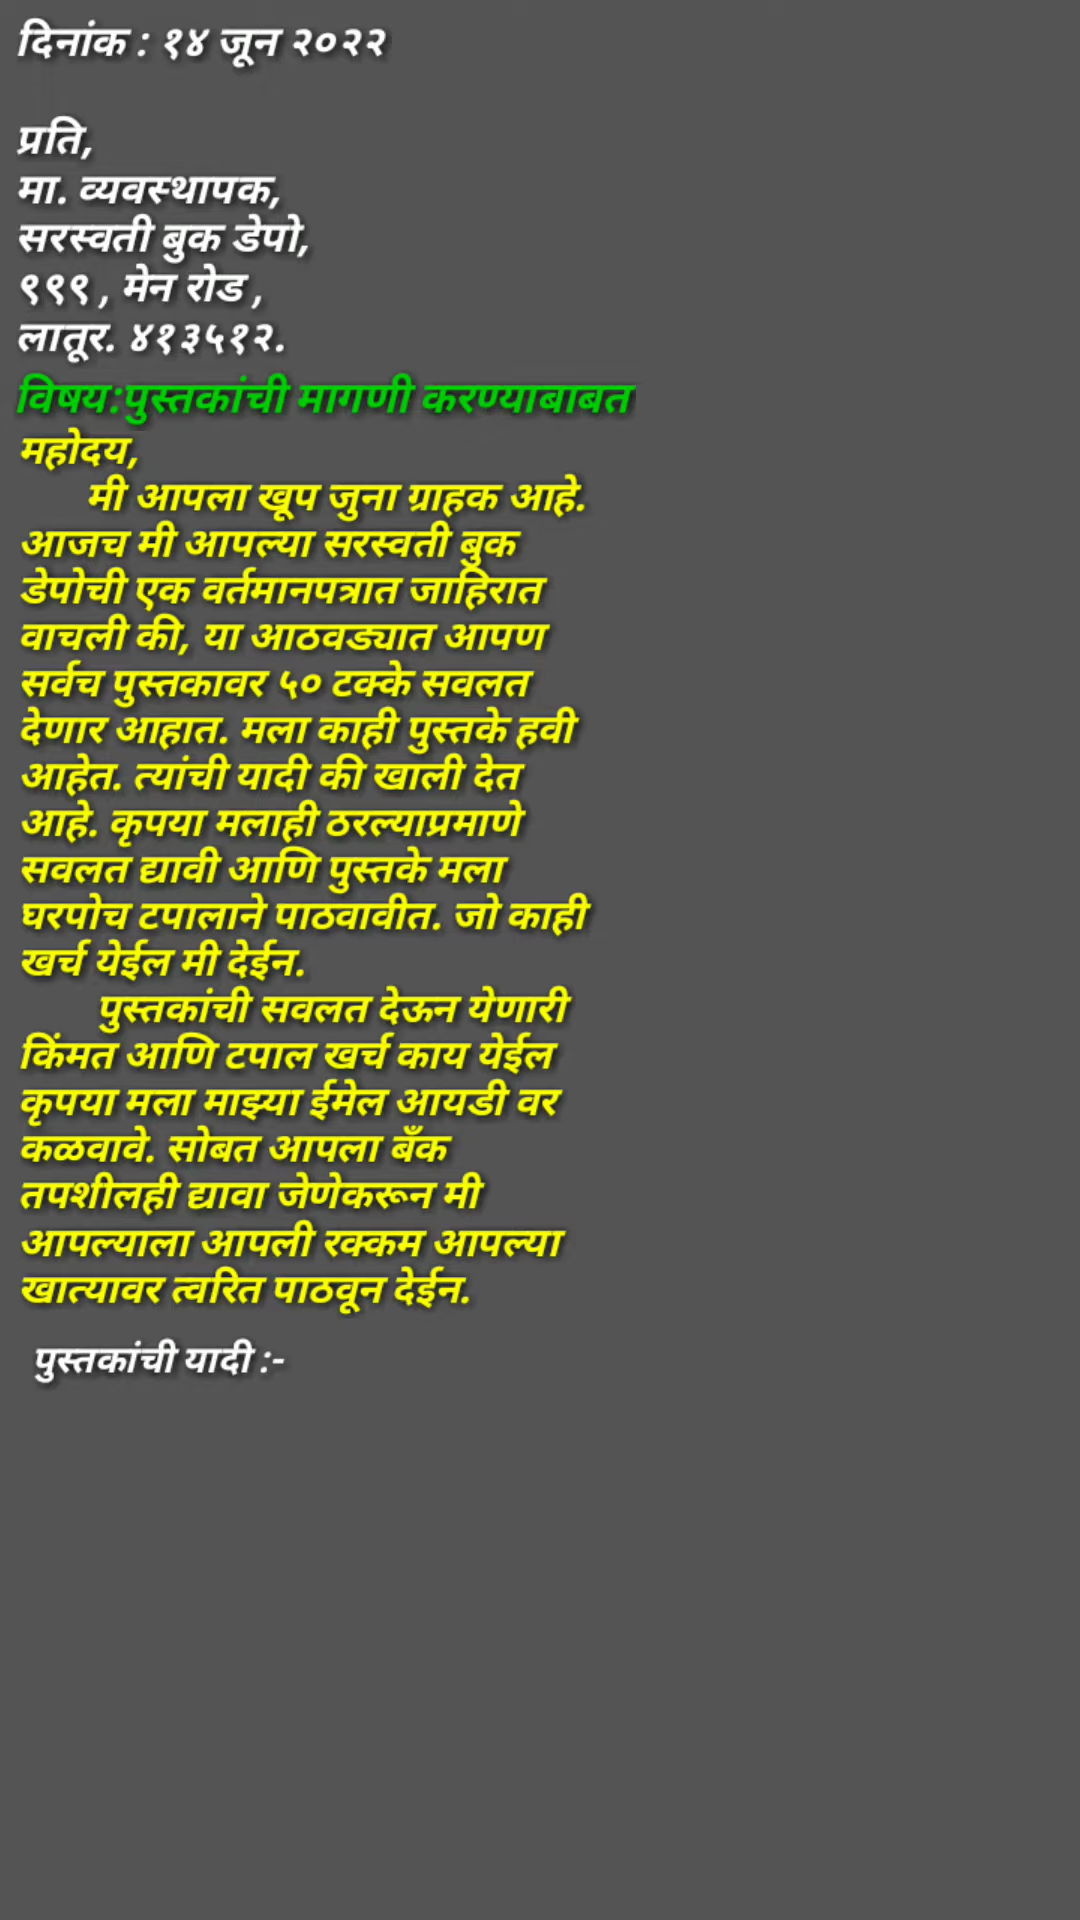 दिनांक : १४ जून २०२२
प्रति,
मा. व्यवस्थापक,
सरस्वती बुक डेपो,
९९९ , मेन रोड ,
लातूर. ४१३५१२.
विषय:पुस्तकांची मागणी करण्याबाबत
महोदय,
मी आपला खूप जुना ग्राहक आहे.
आजच मी आपल्या सरस्वती बुक
डेपोची एक वर्तमानपत्रात जाहिरात
वाचली की, या आठवड्यात आपण
सर्वच पुस्तकावर ५० टक्के सवलत
देणार आहात. मला काही पुस्तके हवी
आहेत. त्यांची यादी की खाली देत
आहे. कृपया मलाही ठरल्याप्रमाणे
सवलत द्यावी आणि पुस्तके मला
घरपोच टपालाने पाठवावीत. जो काही
खर्च येईल मी देईन.
पुस्तकांची सवलत देऊन येणारी
किंमत आणि टपाल खर्च काय येईल
कृपया मला माझ्या ईमेल आयडी वर
कळवावे. सोबत आपला बँक
तपशीलही द्यावा जेणेकरून मी
आपल्याला आपली रक्कम आपल्या
खात्यावर त्वरित पाठवून देईन.
पुस्तकांची यादी :-